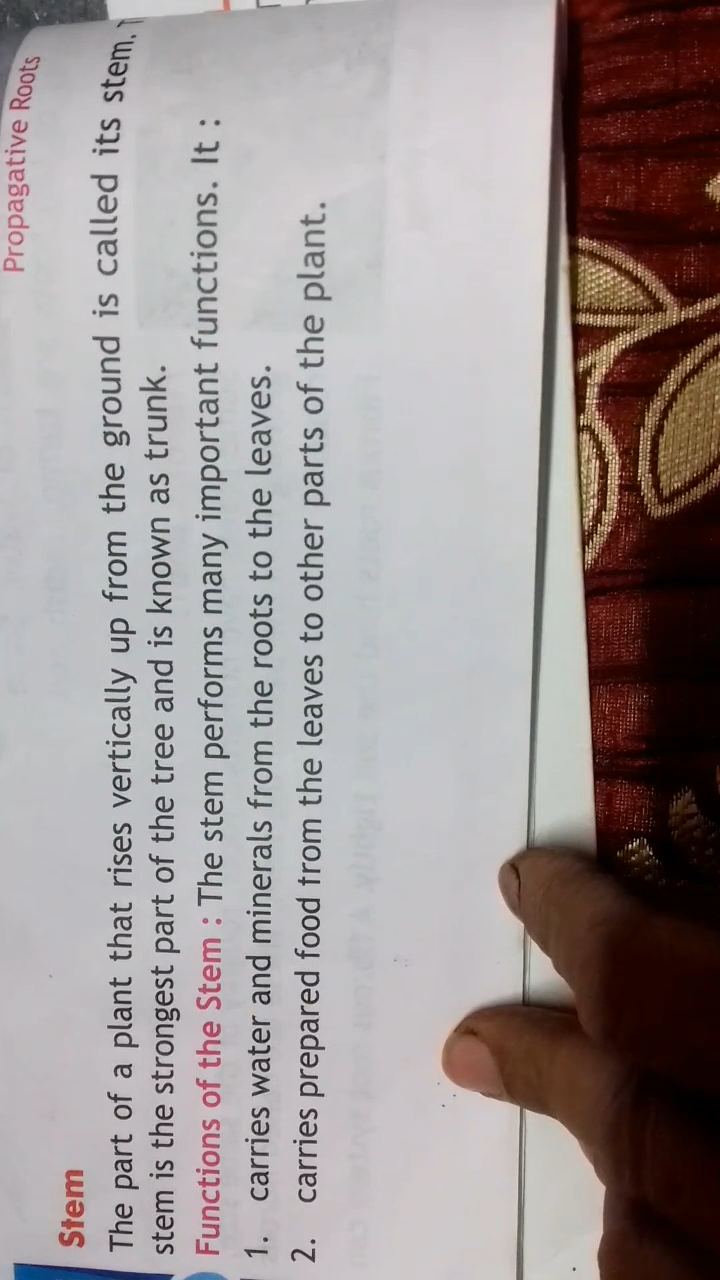 Propagative Roots
Stem
The part of a plant that rises vertically up from the ground is called its stem.
stem is the strongest part of the tree and is known as trunk.
Functions of the Stem : The stem performs many important functions. It :
1. carries water and minerals from the roots to the leaves.
2. carries prepared food from the leaves to other parts of the plant.